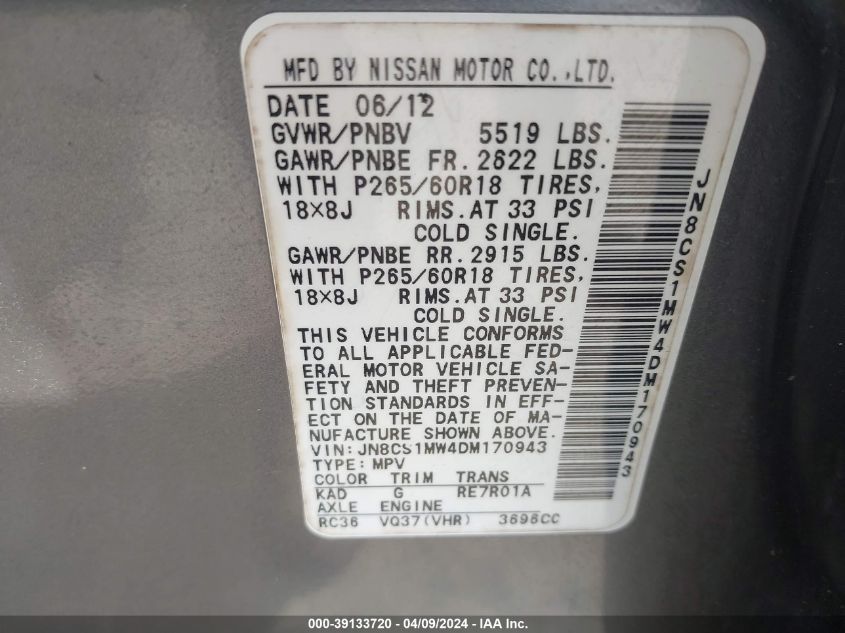 MFD BY NISSAN MOTOR CO.,LTD.
DATE 06/12
GVWR/PNBV 5519 LBS.
GAWR/PNBE FR. 2622 LBS.
WITH P265/60R18 TIRES,
18×8J RIMS.AT 33 PSI
COLD SINGLE.
GAWR/PNBE RR. 2915 LBS.
WITH P265/60R18 TIRES,
18×8J RIMS.AT 33 PSI
COLD SINGLE.
THIS VEHICLE CONFORMS
TO ALL APPLICABLE FED-
ERAL MOTOR VEHICLE SA-
FETY AND THEFT PREVEN-
TION STANDARDS IN EFF-
ECT ON THE DATE OF MA-
NUFACTURE SHOWN ABOVE.
VIN:JN8CS1MW4DM170943
TYPE:MPV
COLOR TRIM TRANS
KAD G RE7R01A
AXLE ENGINE
RC36 VQ37(VHR) 3696CC
JN8CS1MW4DM170943
000-39133720 - 04/09/2024 - IAA Inc.